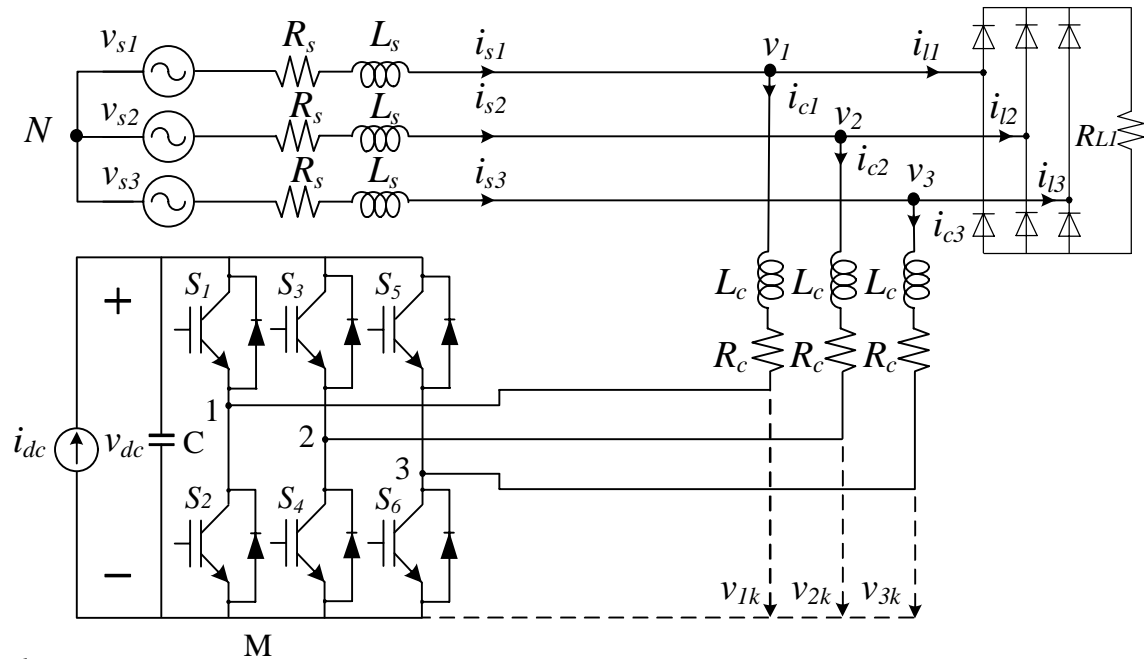 v_{s1} R_s L_s i_{s1} v_1 i_{l1}
i_{c1}
v_{s2} R_s L_s i_{s2} v_2 i_{l2}
N R_{L1}
i_{c2}
v_{s3} R_s L_s i_{s3} v_3 i_{l3}
i_{c3}
+ S_1 S_3 S_5 L_c L_c L_c
R_c R_c R_c
1
2
i_{dc} v_{dc} C
3
S_2 S_4 S_6
− v_{1k} v_{2k} v_{3k}
M